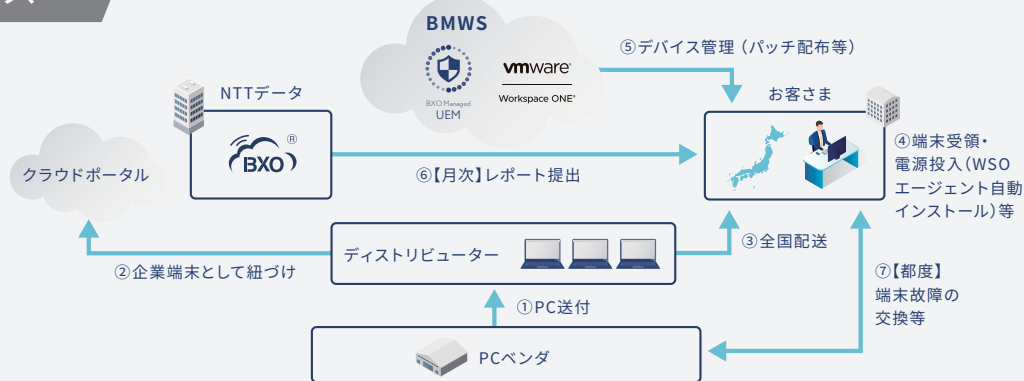 BMWS
BXO Managed
UEM
vmware®
Workspace ONE®
⑤デバイス管理(パッチ配布等)
NTTデータ
BXO®
お客さま
クラウドポータル
⑥【月次】レポート提出
④端末受領・
電源投入(WSO
エージェント自動
インストール)等
ディストリビューター
③全国配送
②企業端末として紐づけ
①PC送付
⑦【都度】
端末故障の
交換等
PCベンダ